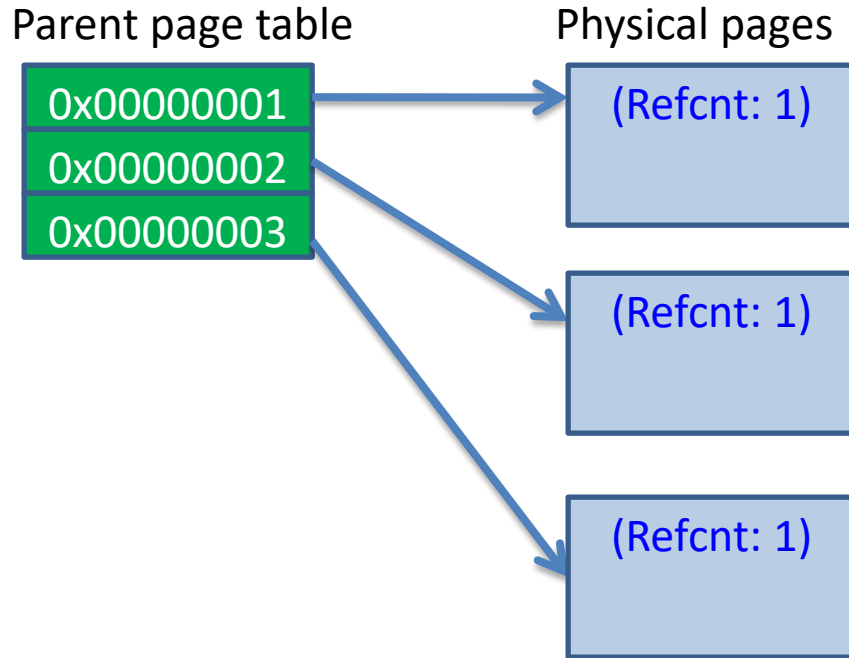 Parent page table
Physical pages
0x00000001
0x00000002
0x00000003
(Refcnt: 1)
(Refcnt: 1)
(Refcnt: 1)